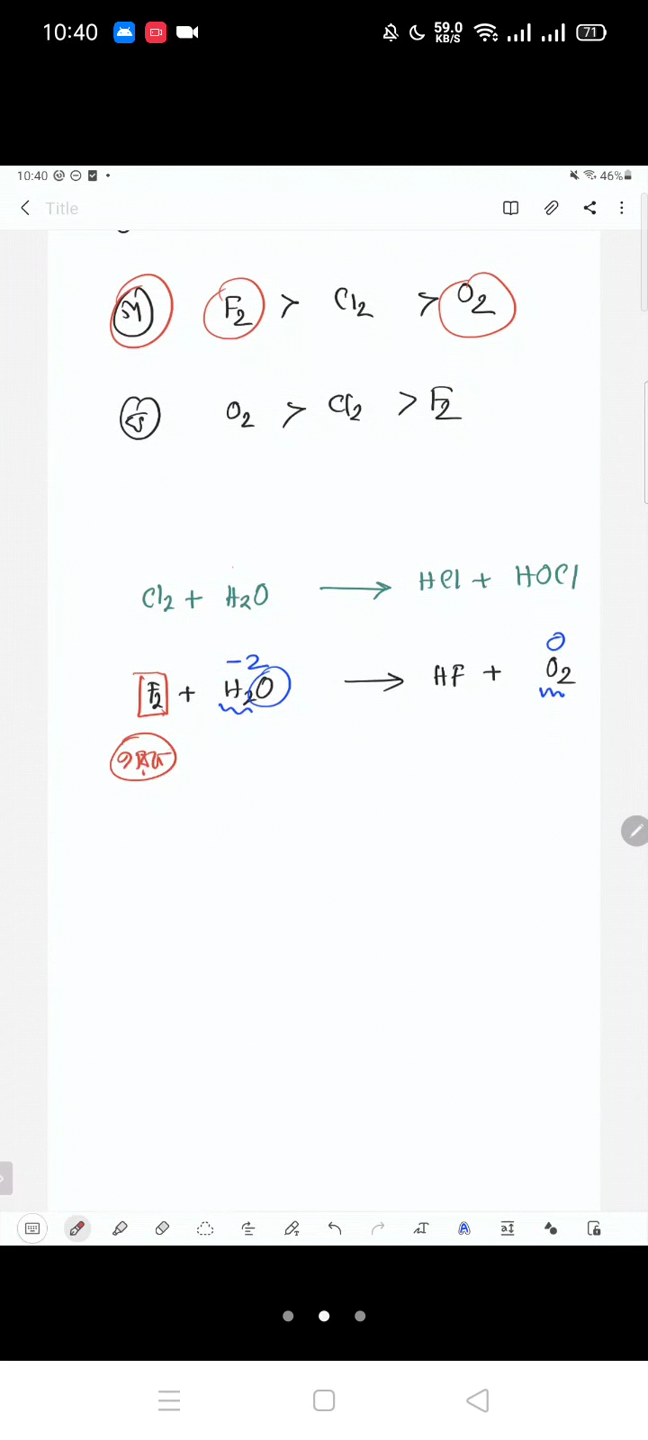 10:40 59.0 KB/S 71
10:40 46%
Title
F₂ > Cl₂ > O₂
O₂ > Cl₂ > F₂
Cl₂ + H₂O → HCl + HOCl
-2 0
F₂ + H₂O → HF + O₂